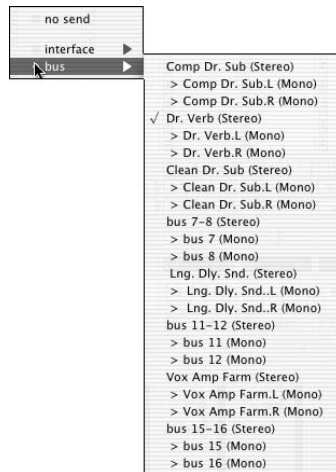 no send
interface
bus
Comp Dr. Sub (Stereo)
> Comp Dr. Sub.L (Mono)
> Comp Dr. Sub.R (Mono)
√ Dr. Verb (Stereo)
> Dr. Verb.L (Mono)
> Dr. Verb.R (Mono)
Clean Dr. Sub (Stereo)
> Clean Dr. Sub.L (Mono)
> Clean Dr. Sub.R (Mono)
bus 7-8 (Stereo)
> bus 7 (Mono)
> bus 8 (Mono)
Lng. Dly. Snd. (Stereo)
> Lng. Dly. Snd..L (Mono)
> Lng. Dly. Snd..R (Mono)
bus 11-12 (Stereo)
> bus 11 (Mono)
> bus 12 (Mono)
Vox Amp Farm (Stereo)
> Vox Amp Farm.L (Mono)
> Vox Amp Farm.R (Mono)
bus 15-16 (Stereo)
> bus 15 (Mono)
> bus 16 (Mono)